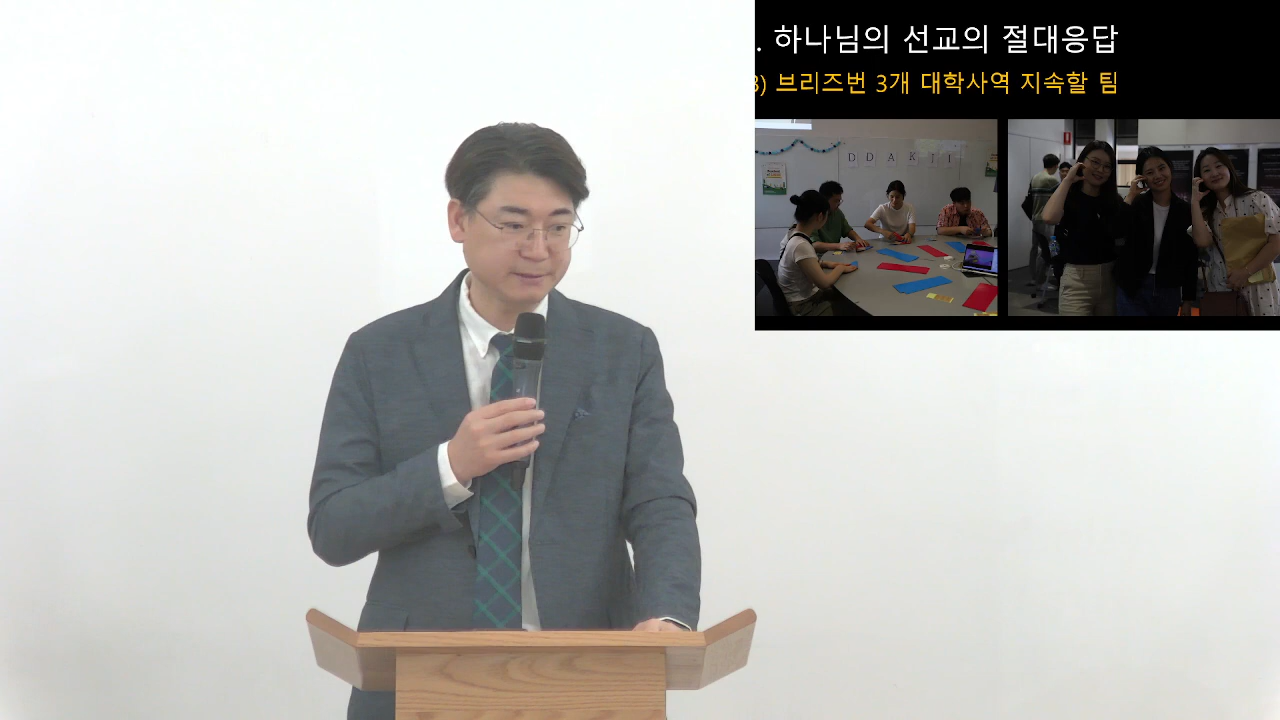 . 하나님의 선교의 절대응답
3) 브리즈번 3개 대학사역 지속할 팀
D D A K J I